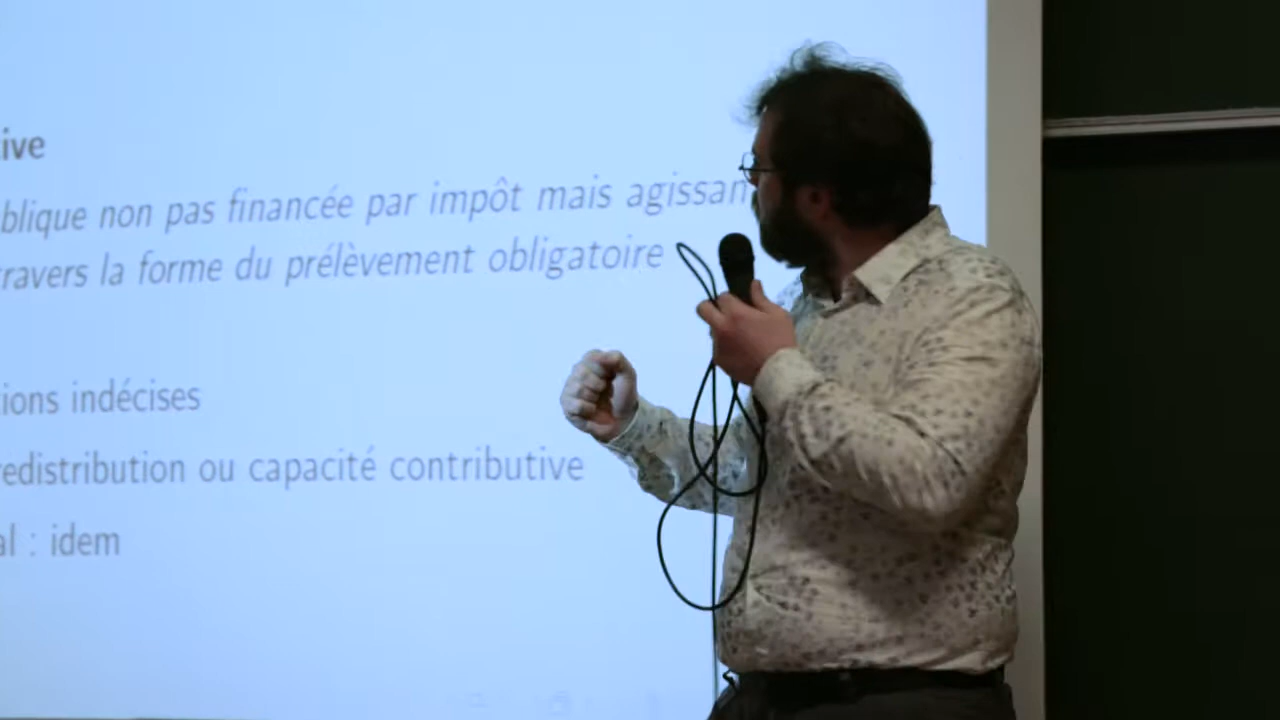 ive
blique non pas financée par impôt mais agissan
ravers la forme du prélèvement obligatoire
ions indécises
redistribution ou capacité contributive
al : idem